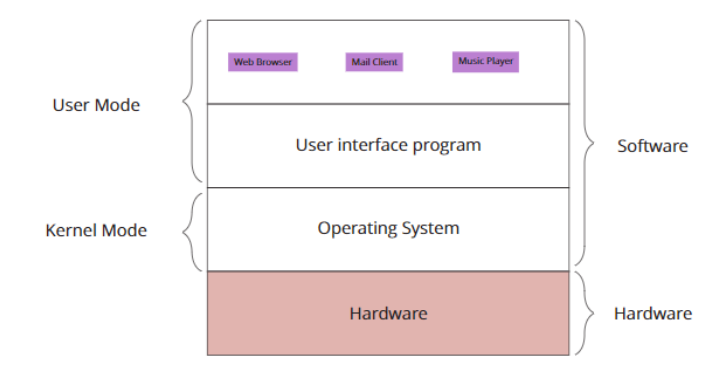 Web Browser
Mail Client
Music Player
User Mode
User interface program
Software
Kernel Mode
Operating System
Hardware
Hardware